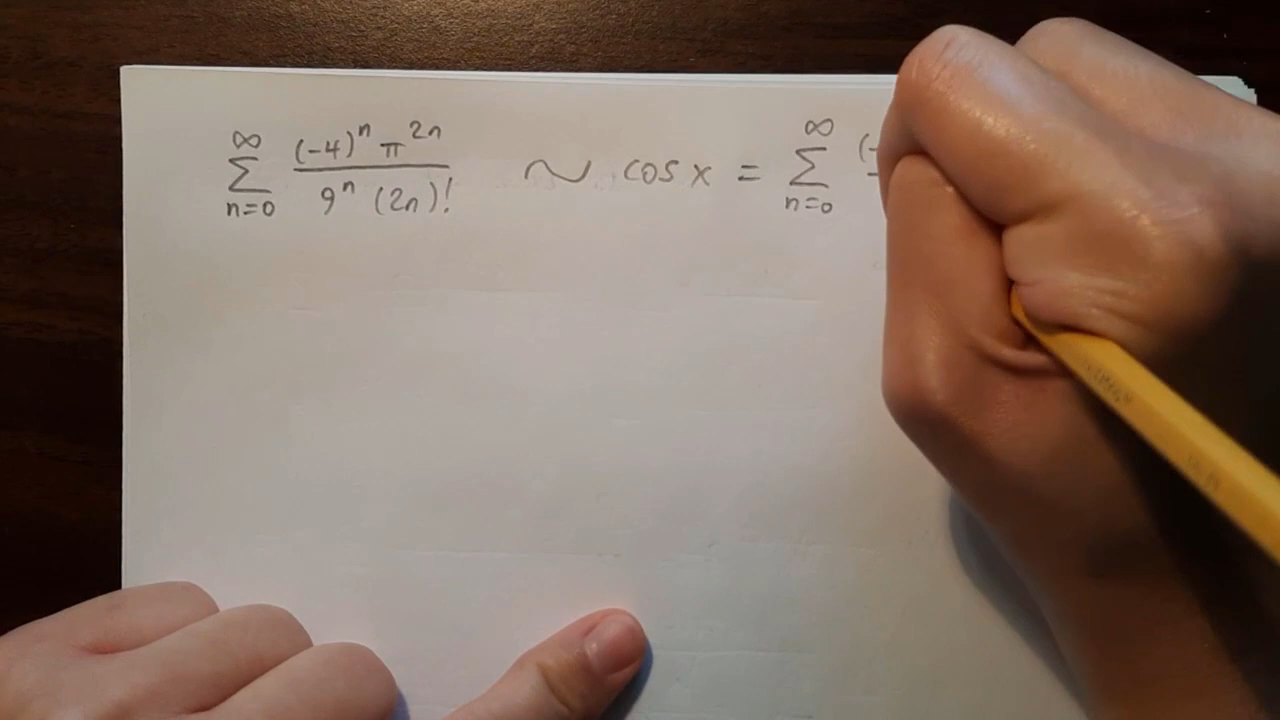 ∞∑n=0 (-4)^n π^2n / 9^n (2n)! ~ cos x = ∞∑n=0 (-